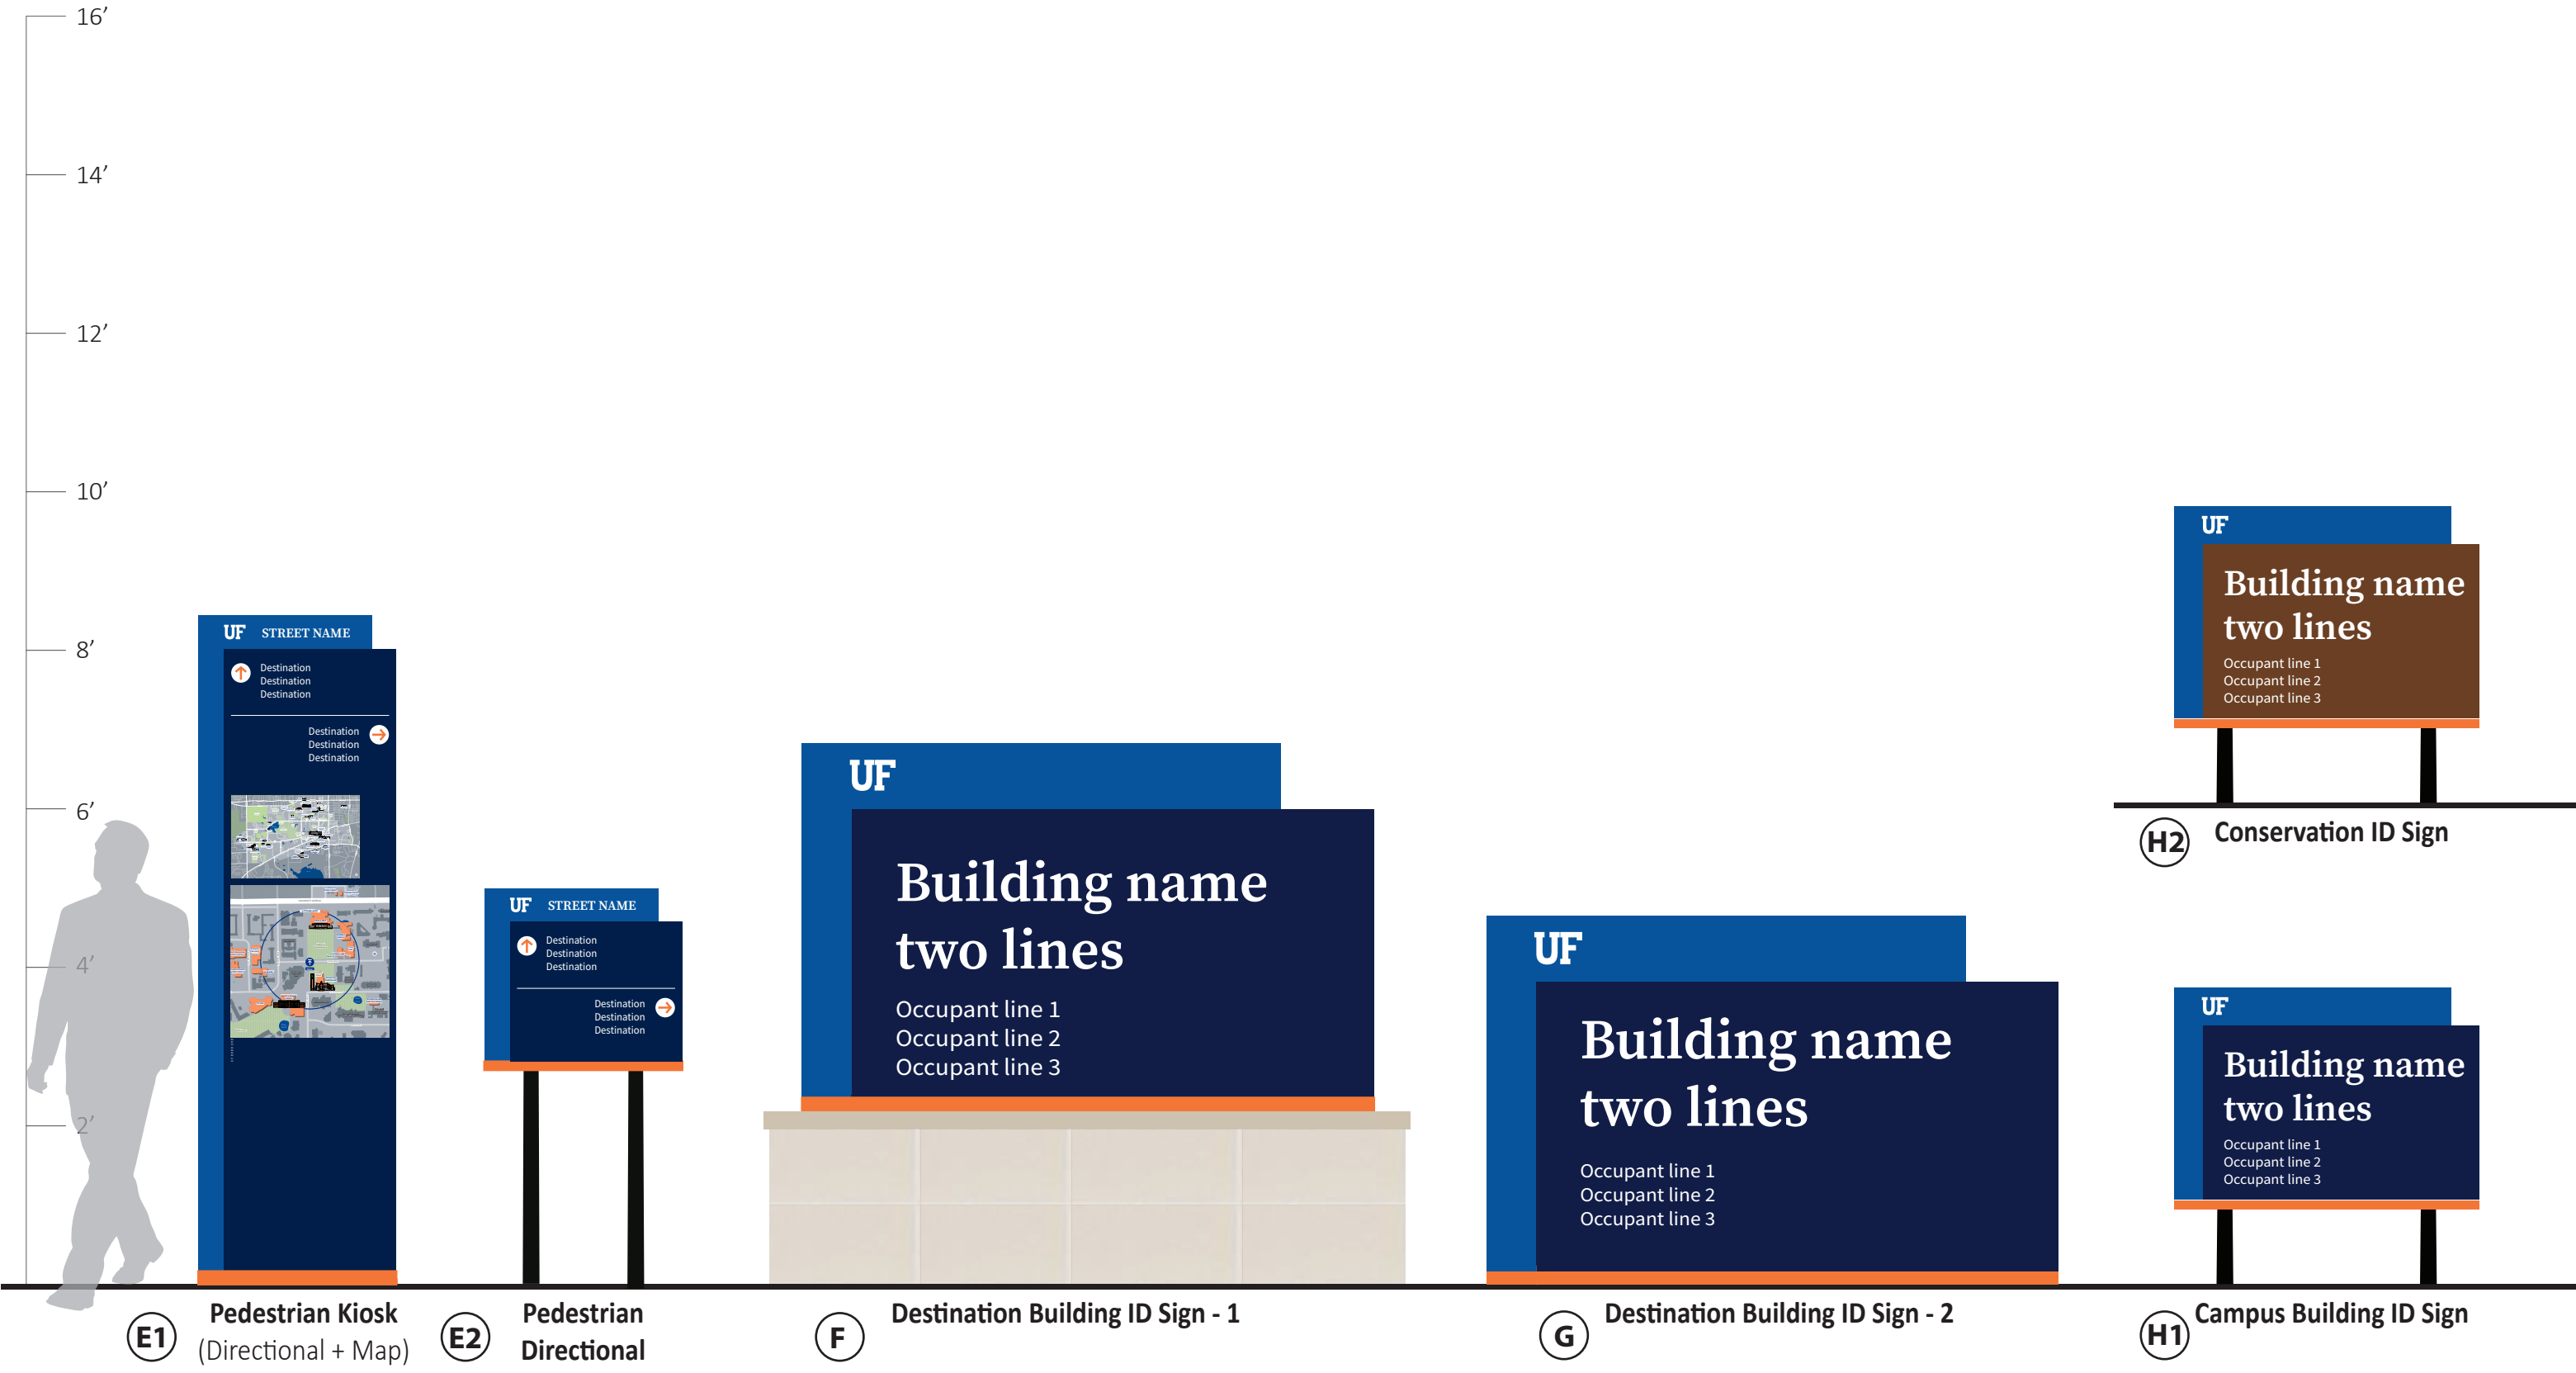 16’
14’
12’
10’
8’
6’
4’
2’
UF STREET NAME
Destination
Destination
Destination
Destination
Destination
Destination
E1
Pedestrian Kiosk
(Directional + Map)
UF STREET NAME
Destination
Destination
Destination
Destination
Destination
Destination
E2
Pedestrian
Directional
UF
Building name
two lines
Occupant line 1
Occupant line 2
Occupant line 3
F
Destination Building ID Sign - 1
UF
Building name
two lines
Occupant line 1
Occupant line 2
Occupant line 3
G
Destination Building ID Sign - 2
UF
Building name
two lines
Occupant line 1
Occupant line 2
Occupant line 3
H2
Conservation ID Sign
UF
Building name
two lines
Occupant line 1
Occupant line 2
Occupant line 3
H1
Campus Building ID Sign